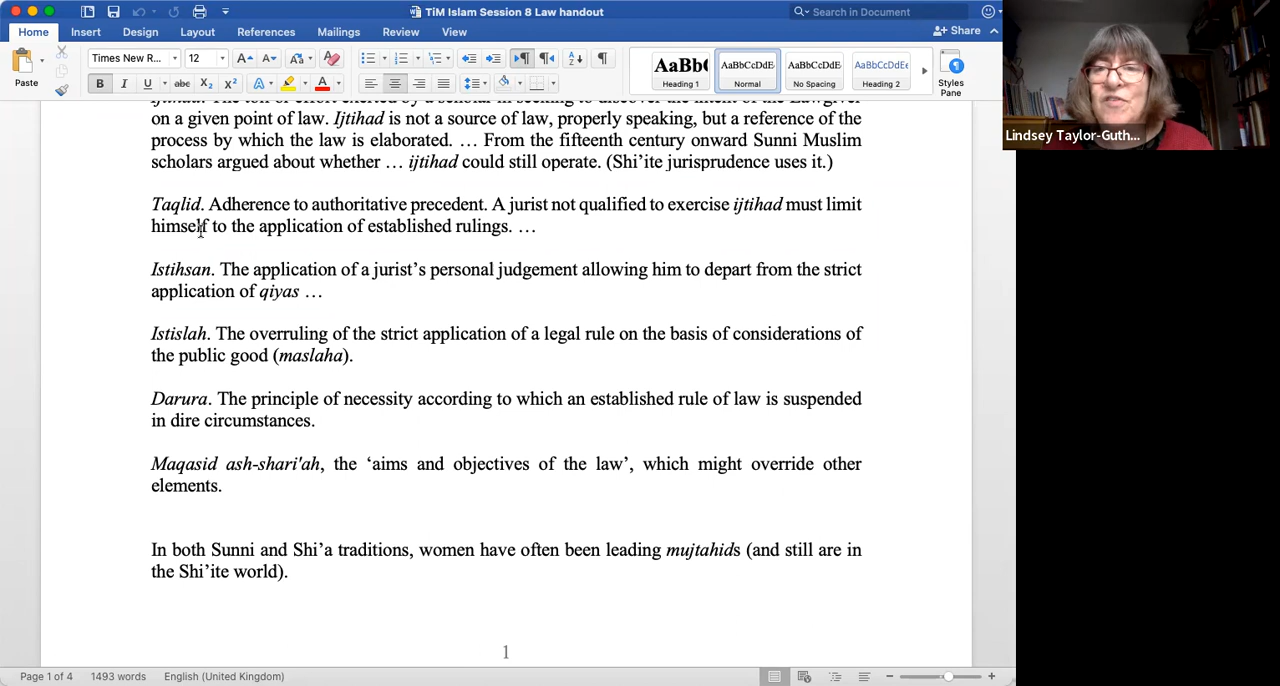 TiM Islam Session 8 Law handout
Search in Document
Home
Insert
Design
Layout
References
Mailings
Review
View
Share
Paste
Times New R...
12
AaBbC
Heading 1
AaBbCcDdE
Normal
AaBbCcDdE
No Spacing
AaBbCcDdEe
Heading 2
Styles
Pane
Lindsey Taylor-Guth...
on a given point of law. Ijtihad is not a source of law, properly speaking, but a reference of the
process by which the law is elaborated. … From the fifteenth century onward Sunni Muslim
scholars argued about whether … ijtihad could still operate. (Shi’ite jurisprudence uses it.)
Taqlid. Adherence to authoritative precedent. A jurist not qualified to exercise ijtihad must limit
himself to the application of established rulings. …
Istihsan. The application of a jurist’s personal judgement allowing him to depart from the strict
application of qiyas …
Istislah. The overruling of the strict application of a legal rule on the basis of considerations of
the public good (maslaha).
Darura. The principle of necessity according to which an established rule of law is suspended
in dire circumstances.
Maqasid ash-shari'ah, the ‘aims and objectives of the law’, which might override other
elements.
In both Sunni and Shi’a traditions, women have often been leading mujtahids (and still are in
the Shi’ite world).
1
Page 1 of 4
1493 words
English (United Kingdom)